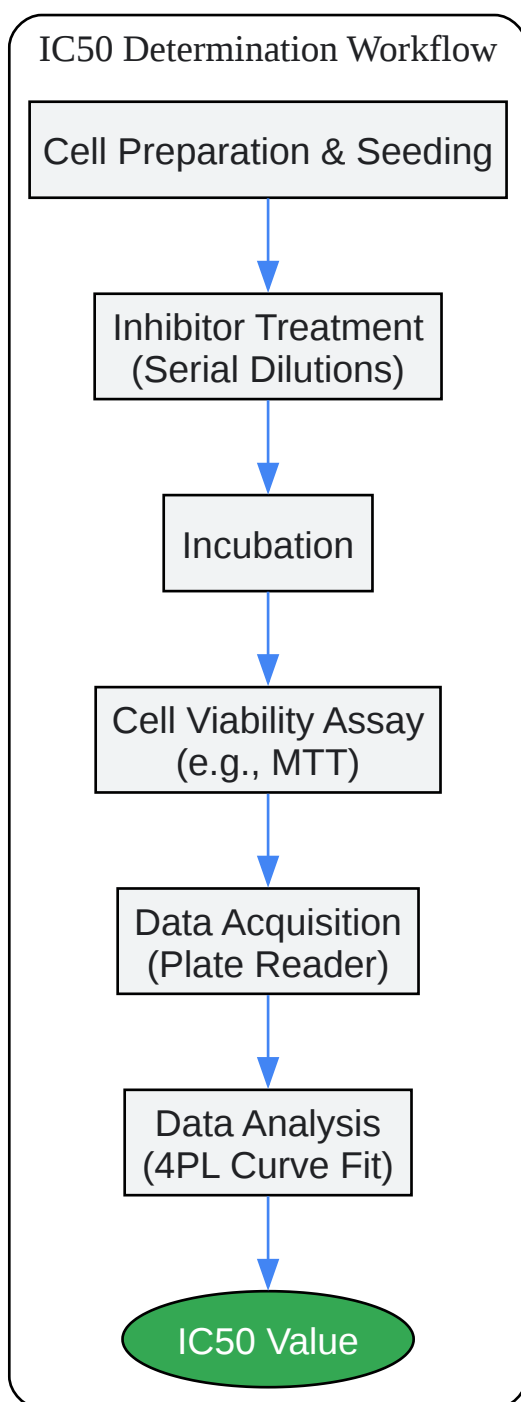 IC50 Determination Workflow
Cell Preparation & Seeding
Inhibitor Treatment
(Serial Dilutions)
Incubation
Cell Viability Assay
(e.g., MTT)
Data Acquisition
(Plate Reader)
Data Analysis
(4PL Curve Fit)
IC50 Value